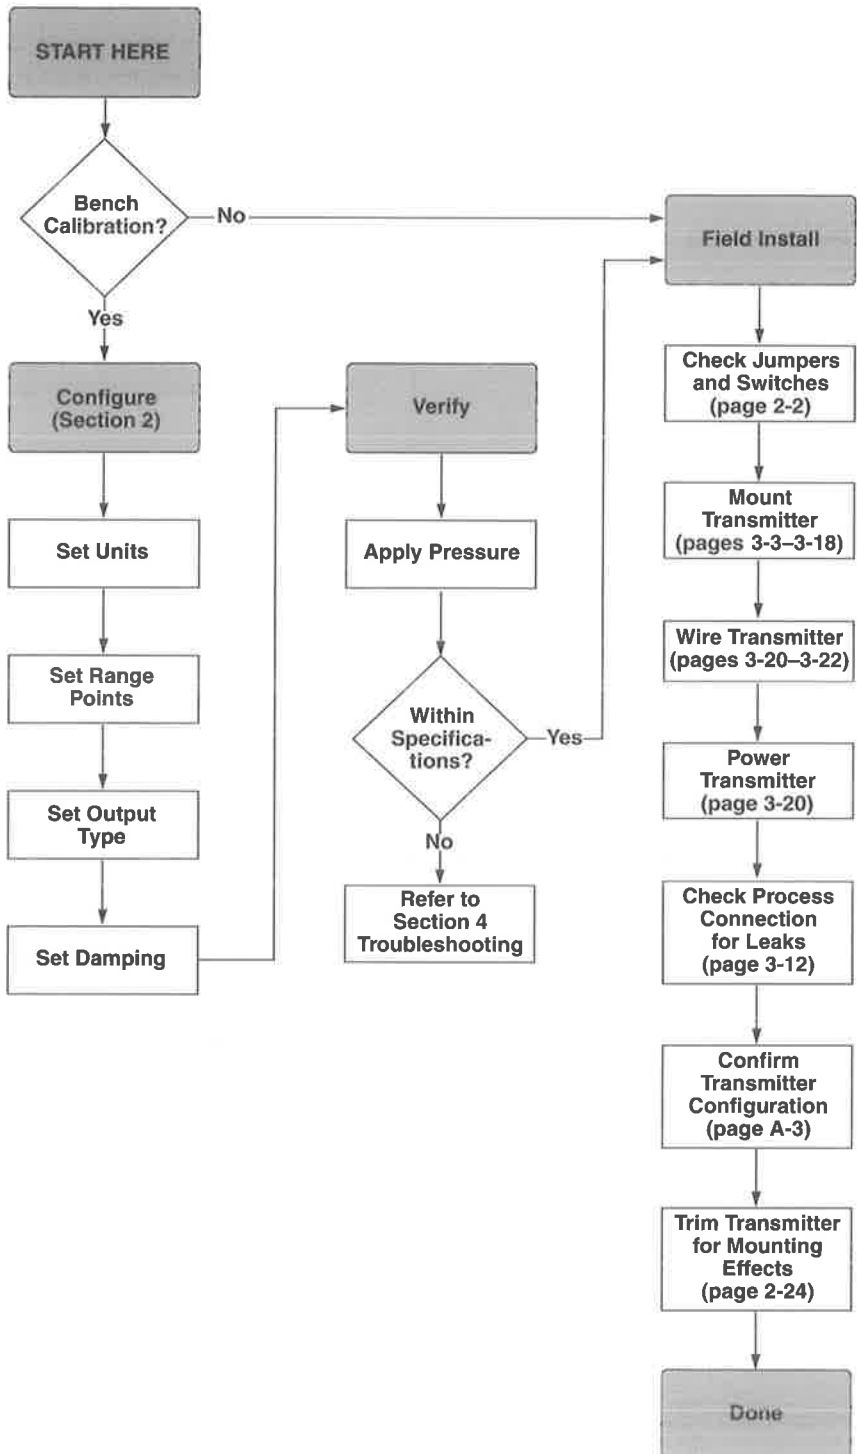 START HERE
Bench
Calibration?
No
Yes
Configure
(Section 2)
Set Units
Set Range
Points
Set Output
Type
Set Damping
Verify
Apply Pressure
Within
Specifica-
tions?
Yes
No
Refer to
Section 4
Troubleshooting
Field Install
Check Jumpers
and Switches
(page 2-2)
Mount
Transmitter
(pages 3-3–3-18)
Wire Transmitter
(pages 3-20–3-22)
Power
Transmitter
(page 3-20)
Check Process
Connection
for Leaks
(page 3-12)
Confirm
Transmitter
Configuration
(page A-3)
Trim Transmitter
for Mounting
Effects
(page 2-24)
Done